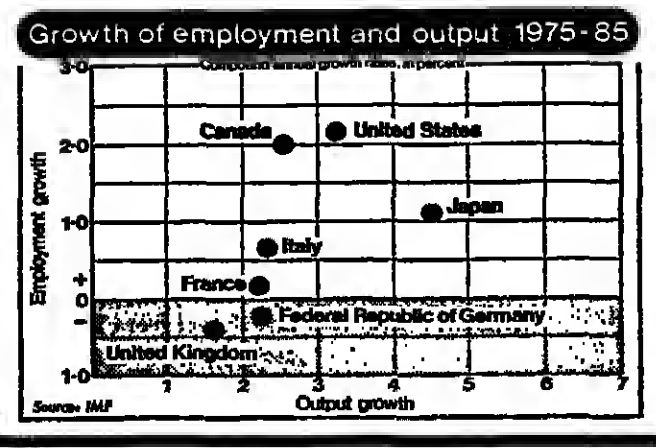 Growth of employment and output 1975-85
Compound annual growth rates, in percent
3·0
Canada
United States
2·0
Japan
1·0
Italy
France
+
0
−
Federal Republic of Germany
United Kingdom
1·0
1 2 3 4 5 6 7
Employment growth
Output growth
Source: IMF